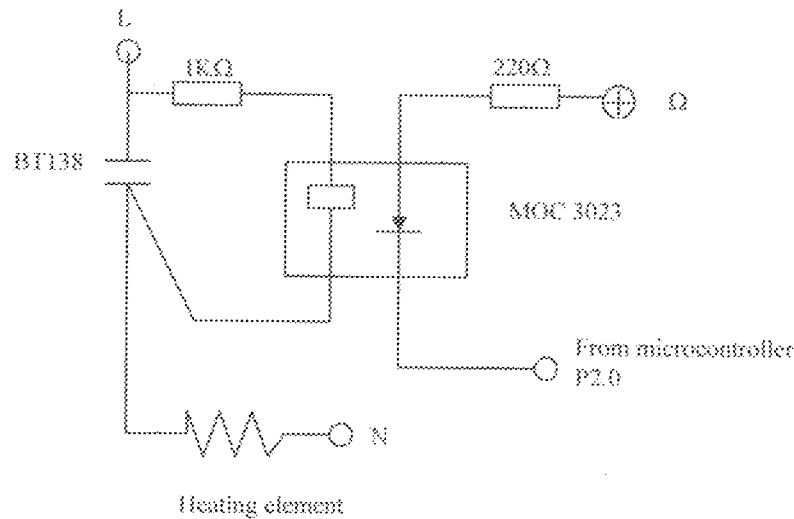 L
1KΩ
220Ω
Ω
BT138
MOC 3023
From microcontroller
P2.0
N
Heating element